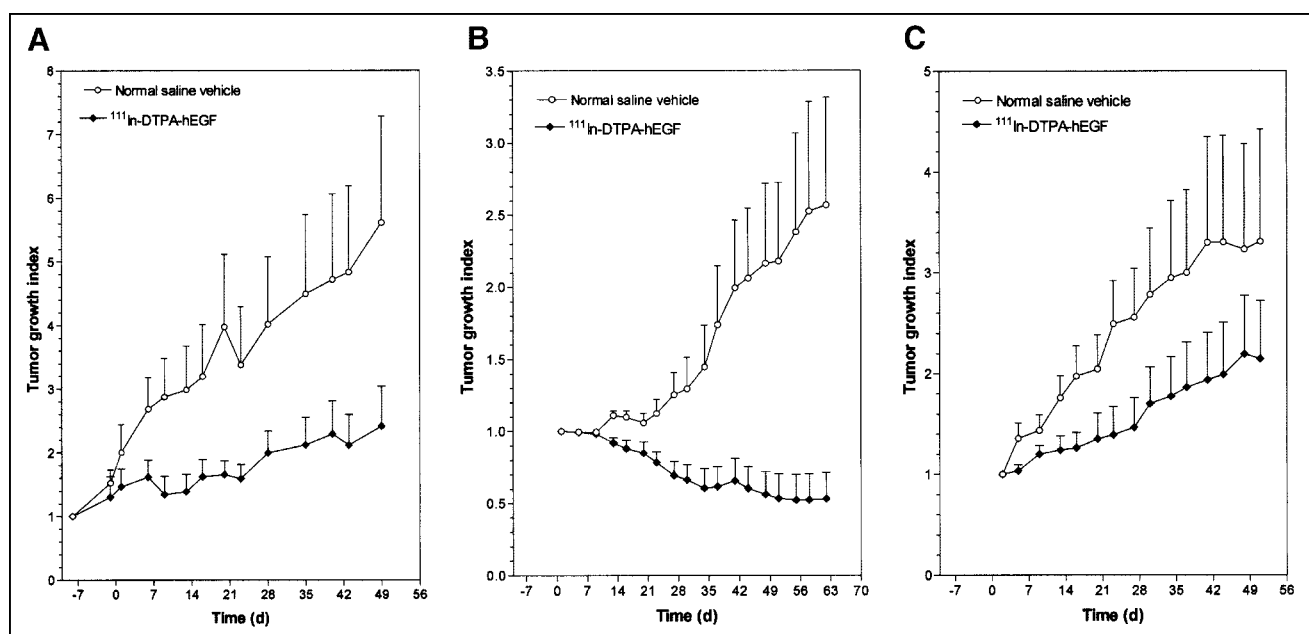 A
B
C
Normal saline vehicle
¹¹¹In-DTPA-hEGF
Normal saline vehicle
¹¹¹In-DTPA-hEGF
Normal saline vehicle
¹¹¹In-DTPA-hEGF
Tumor growth index
8
7
6
5
4
3
2
1
0
-7 0 7 14 21 28 35 42 49 56
Time (d)
Tumor growth index
3.5
3.0
2.5
2.0
1.5
1.0
0.5
0.0
-7 0 7 14 21 28 35 42 49 56 63 70
Time (d)
Tumor growth index
5
4
3
2
1
0
-7 0 7 14 21 28 35 42 49 56
Time (d)